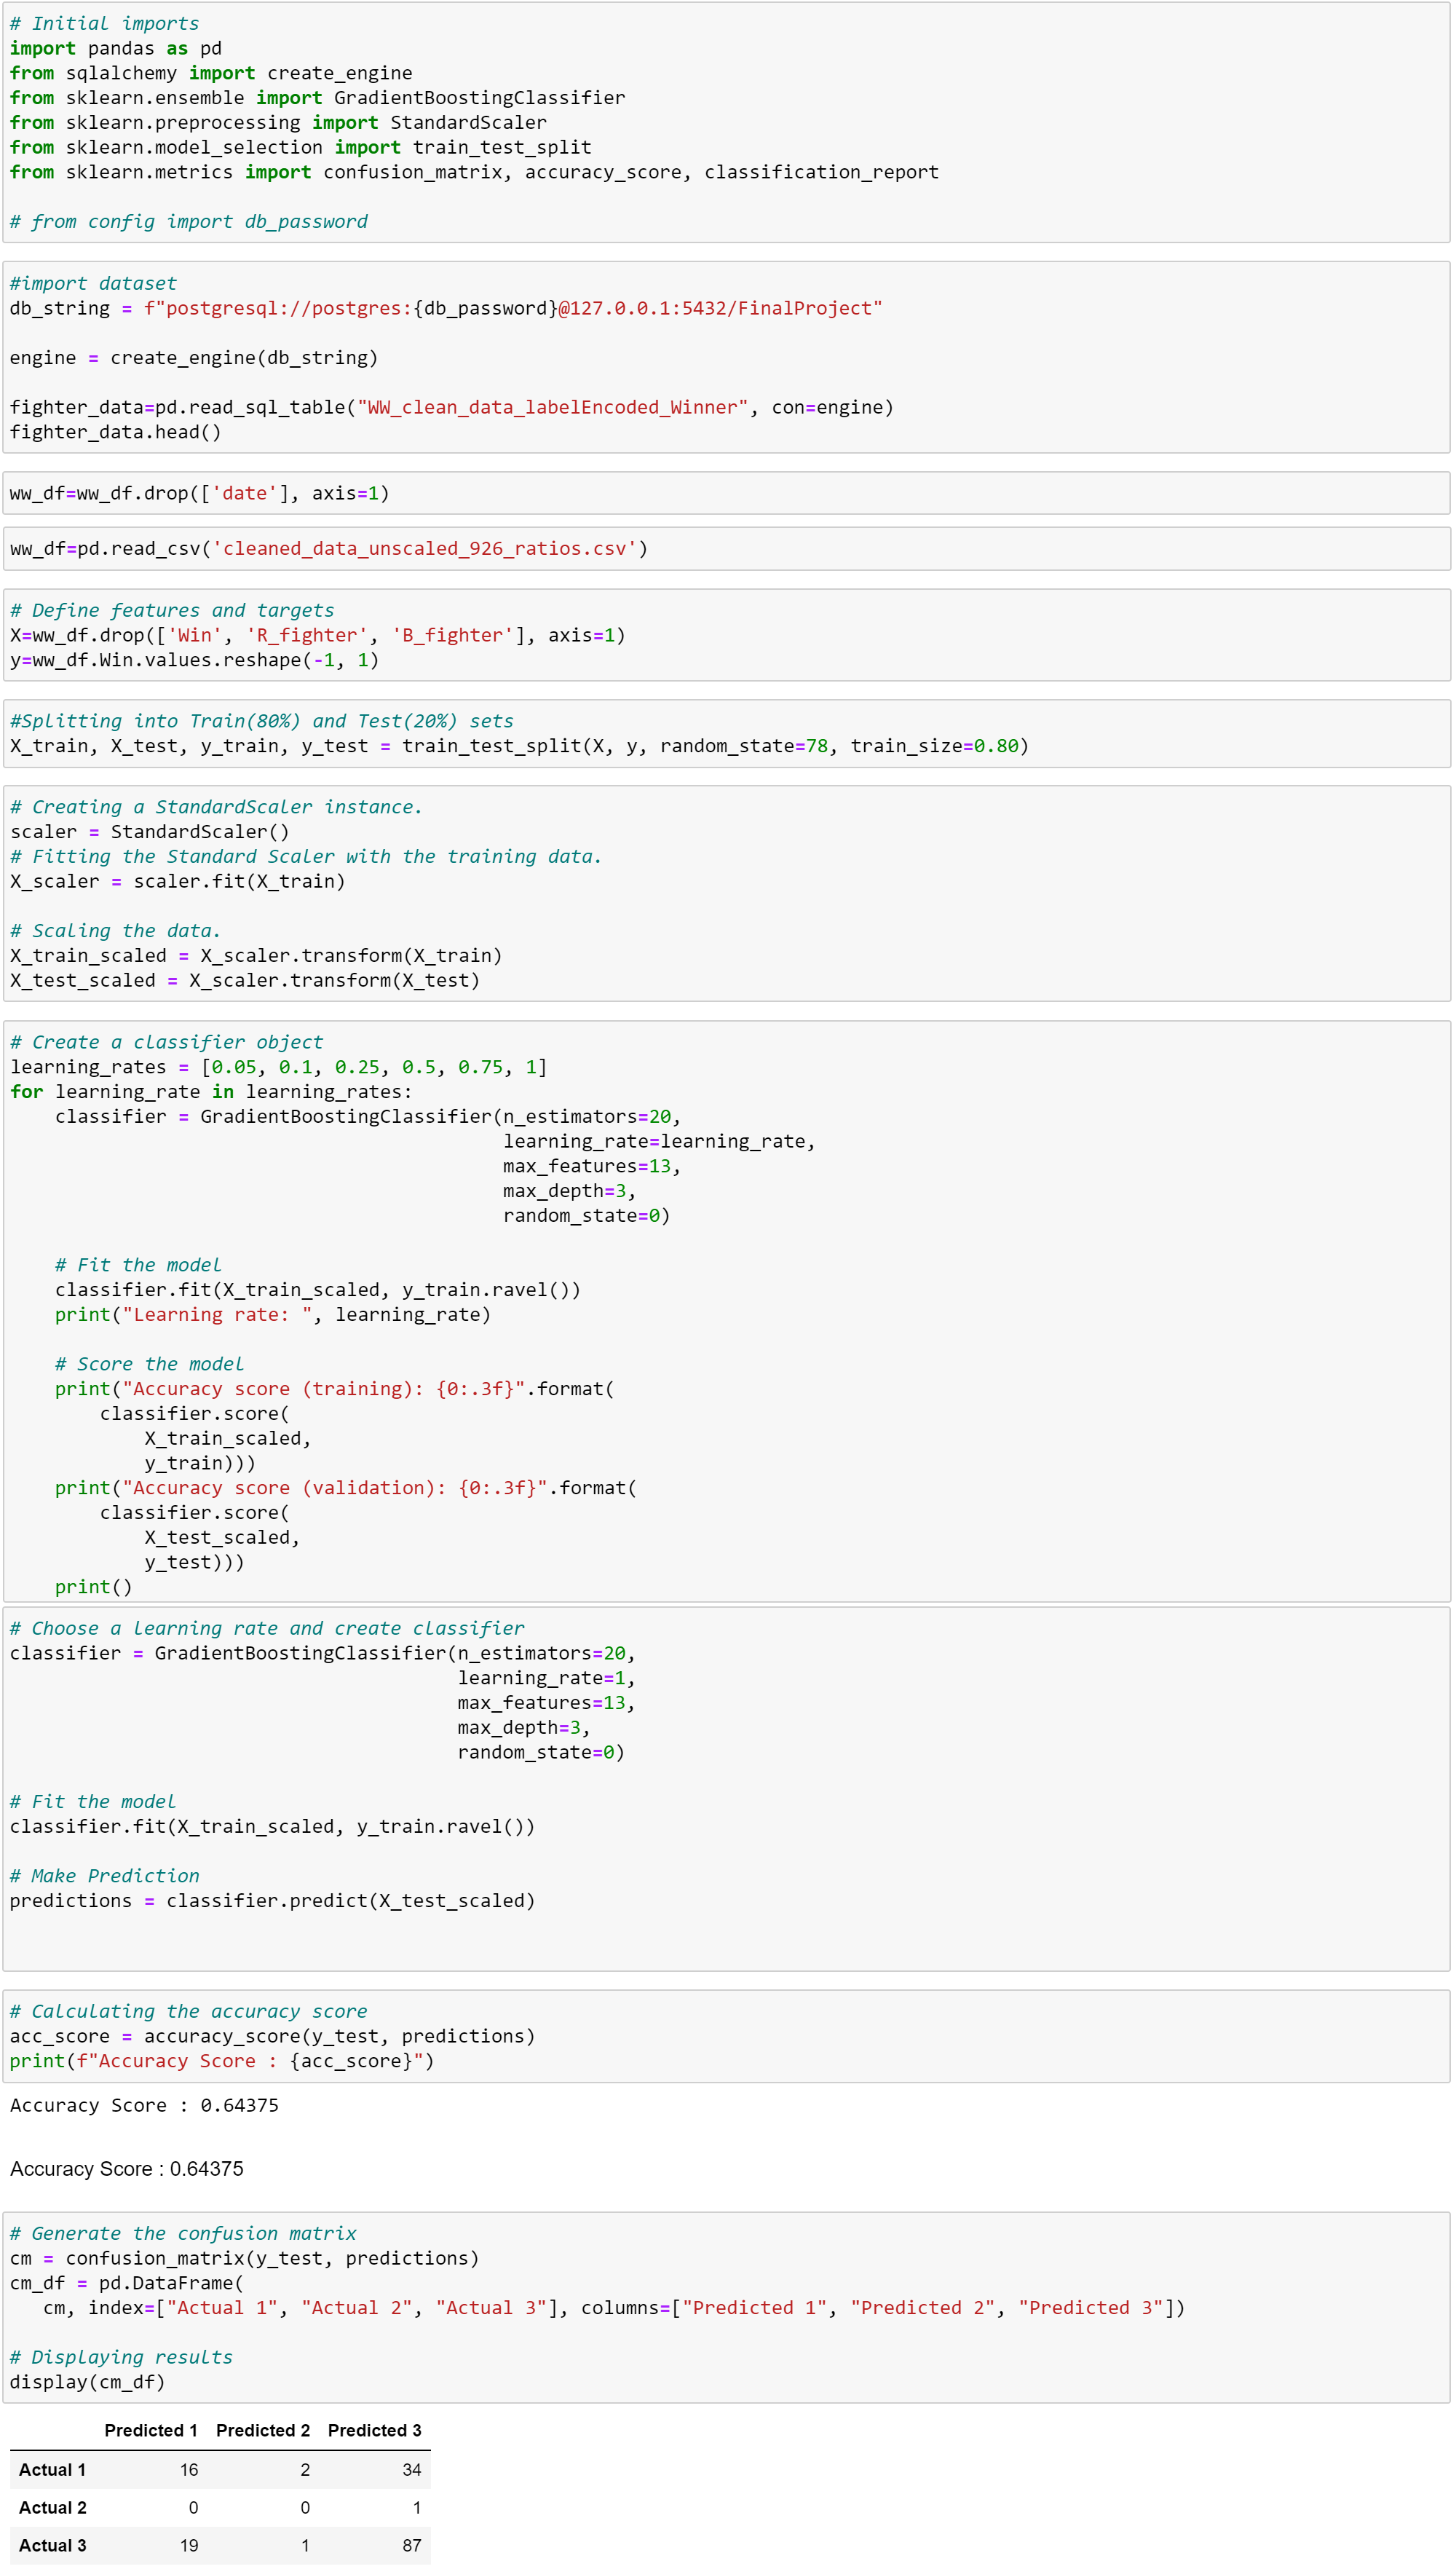 # Initial imports
import pandas as pd
from sqlalchemy import create_engine
from sklearn.ensemble import GradientBoostingClassifier
from sklearn.preprocessing import StandardScaler
from sklearn.model_selection import train_test_split
from sklearn.metrics import confusion_matrix, accuracy_score, classification_report

# from config import db_password

#import dataset
db_string = f"postgresql://postgres:{db_password}@127.0.0.1:5432/FinalProject"

engine = create_engine(db_string)

fighter_data=pd.read_sql_table("WW_clean_data_labelEncoded_Winner", con=engine)
fighter_data.head()

ww_df=ww_df.drop(['date'], axis=1)

ww_df=pd.read_csv('cleaned_data_unscaled_926_ratios.csv')

# Define features and targets
X=ww_df.drop(['Win', 'R_fighter', 'B_fighter'], axis=1)
y=ww_df.Win.values.reshape(-1, 1)

#Splitting into Train(80%) and Test(20%) sets
X_train, X_test, y_train, y_test = train_test_split(X, y, random_state=78, train_size=0.80)

# Creating a StandardScaler instance.
scaler = StandardScaler()
# Fitting the Standard Scaler with the training data.
X_scaler = scaler.fit(X_train)

# Scaling the data.
X_train_scaled = X_scaler.transform(X_train)
X_test_scaled = X_scaler.transform(X_test)

# Create a classifier object
learning_rates = [0.05, 0.1, 0.25, 0.5, 0.75, 1]
for learning_rate in learning_rates:
    classifier = GradientBoostingClassifier(n_estimators=20,
                                            learning_rate=learning_rate,
                                            max_features=13,
                                            max_depth=3,
                                            random_state=0)

    # Fit the model
    classifier.fit(X_train_scaled, y_train.ravel())
    print("Learning rate: ", learning_rate)

    # Score the model
    print("Accuracy score (training): {0:.3f}".format(
        classifier.score(
            X_train_scaled,
            y_train)))
    print("Accuracy score (validation): {0:.3f}".format(
        classifier.score(
            X_test_scaled,
            y_test)))
    print()

# Choose a learning rate and create classifier
classifier = GradientBoostingClassifier(n_estimators=20,
                                        learning_rate=1,
                                        max_features=13,
                                        max_depth=3,
                                        random_state=0)

# Fit the model
classifier.fit(X_train_scaled, y_train.ravel())

# Make Prediction
predictions = classifier.predict(X_test_scaled)

# Calculating the accuracy score
acc_score = accuracy_score(y_test, predictions)
print(f"Accuracy Score : {acc_score}")

Accuracy Score : 0.64375

Accuracy Score : 0.64375

# Generate the confusion matrix
cm = confusion_matrix(y_test, predictions)
cm_df = pd.DataFrame(
   cm, index=["Actual 1", "Actual 2", "Actual 3"], columns=["Predicted 1", "Predicted 2", "Predicted 3"])

# Displaying results
display(cm_df)

Predicted 1 Predicted 2 Predicted 3
Actual 1 16 2 34
Actual 2 0 0 1
Actual 3 19 1 87